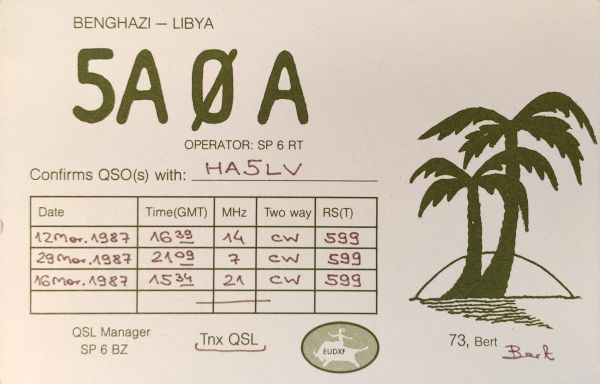 BENGHAZI – LIBYA
5AØA
OPERATOR: SP 6 RT
Confirms QSO(s) with: HA5LV
Date Time(GMT) MHz Two way RS(T)
12 Mar. 1987 16 39 14 CW 599
29 Mar. 1987 21 09 7 CW 599
16 Mar. 1987 15 34 21 CW 599
QSL Manager
SP 6 BZ
Tnx QSL
EUDXF
73, Bert
Bert